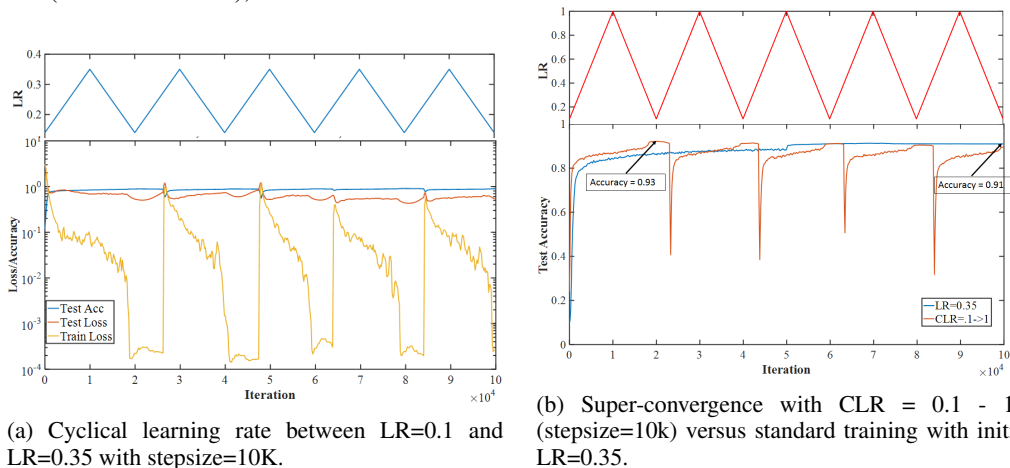 0.4
0.3
0.2
LR
10^1
10^0
10^-1
10^-2
10^-3
10^-4
Loss/Accuracy
Test Acc
Test Loss
Train Loss
0 1 2 3 4 5 6 7 8 9 10
Iteration
×10^4
(a) Cyclical learning rate between LR=0.1 and
LR=0.35 with stepsize=10K.
1
0.8
0.6
0.4
0.2
LR
1
0.8
0.6
0.4
0.2
0
Test Accuracy
Accuracy = 0.93
Accuracy = 0.91
LR=0.35
CLR=.1->1
0 1 2 3 4 5 6 7 8 9 10
Iteration
×10^4
(b) Super-convergence with CLR = 0.1 - 1
(stepsize=10k) versus standard training with initi
LR=0.35.